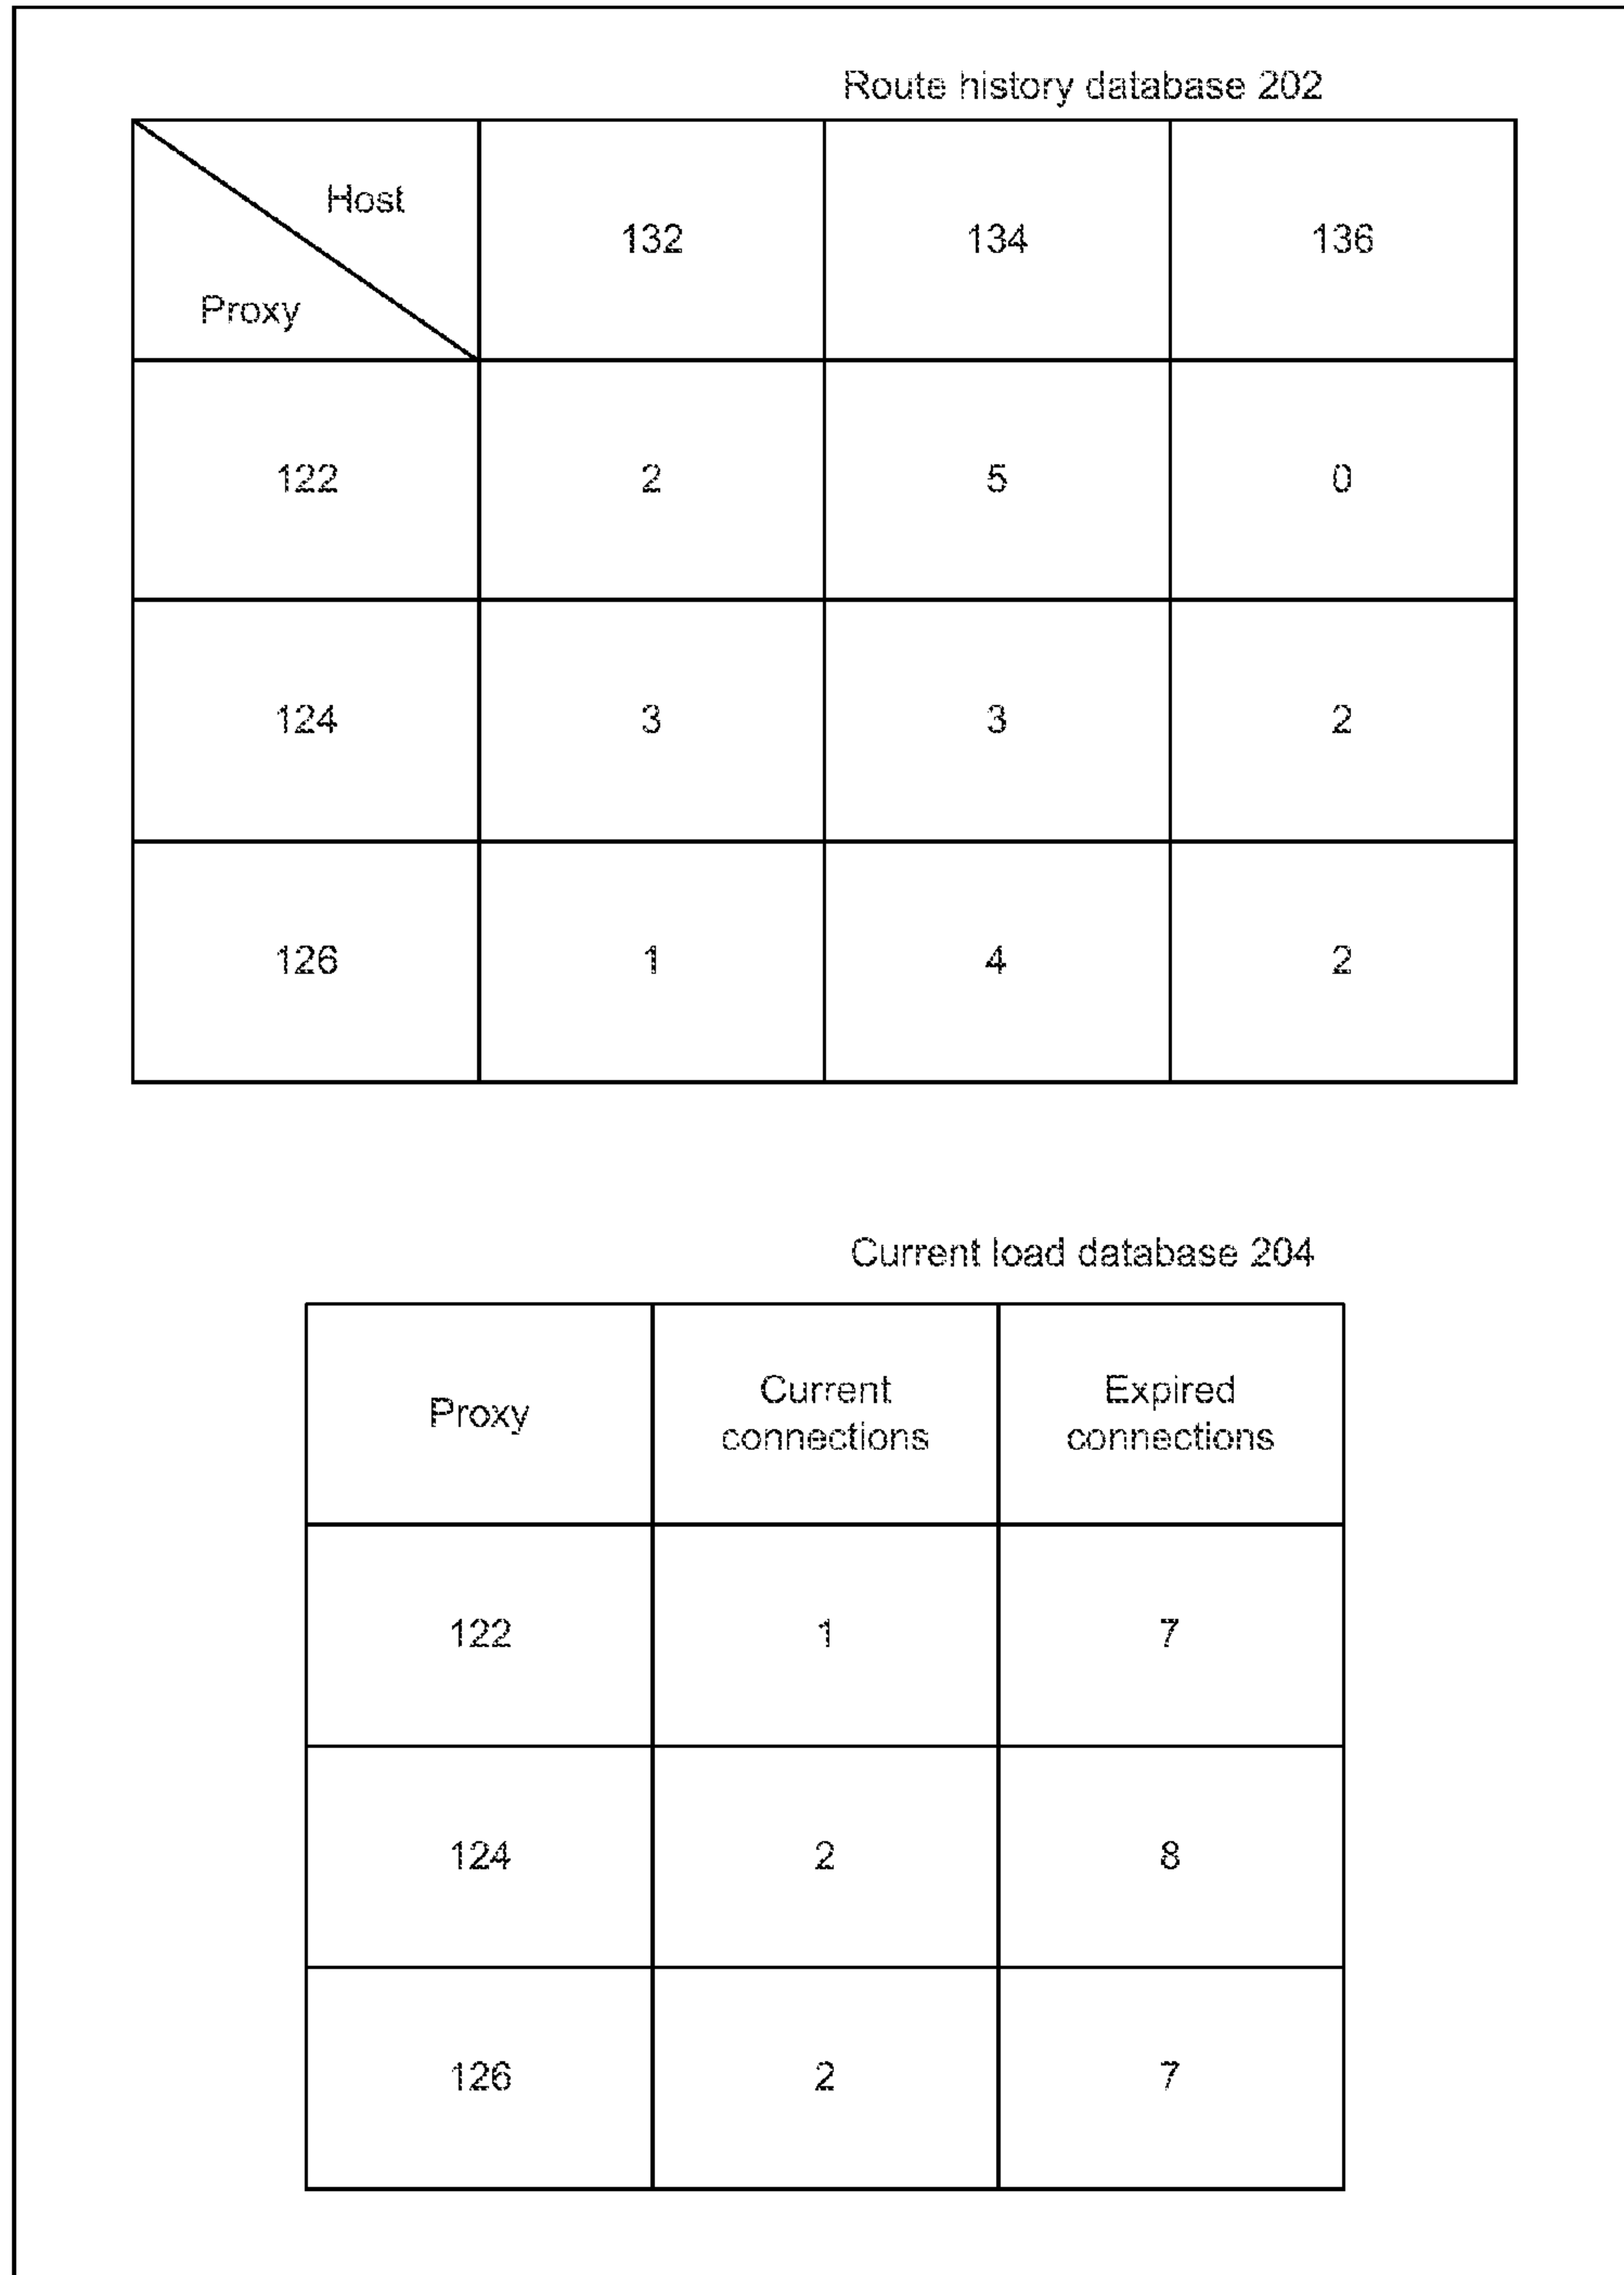 Route history database 202
Host
Proxy
132 134 136
122 2 5 0
124 3 3 2
126 1 4 2
Current load database 204
Proxy Current connections Expired connections
122 1 7
124 2 8
126 2 7